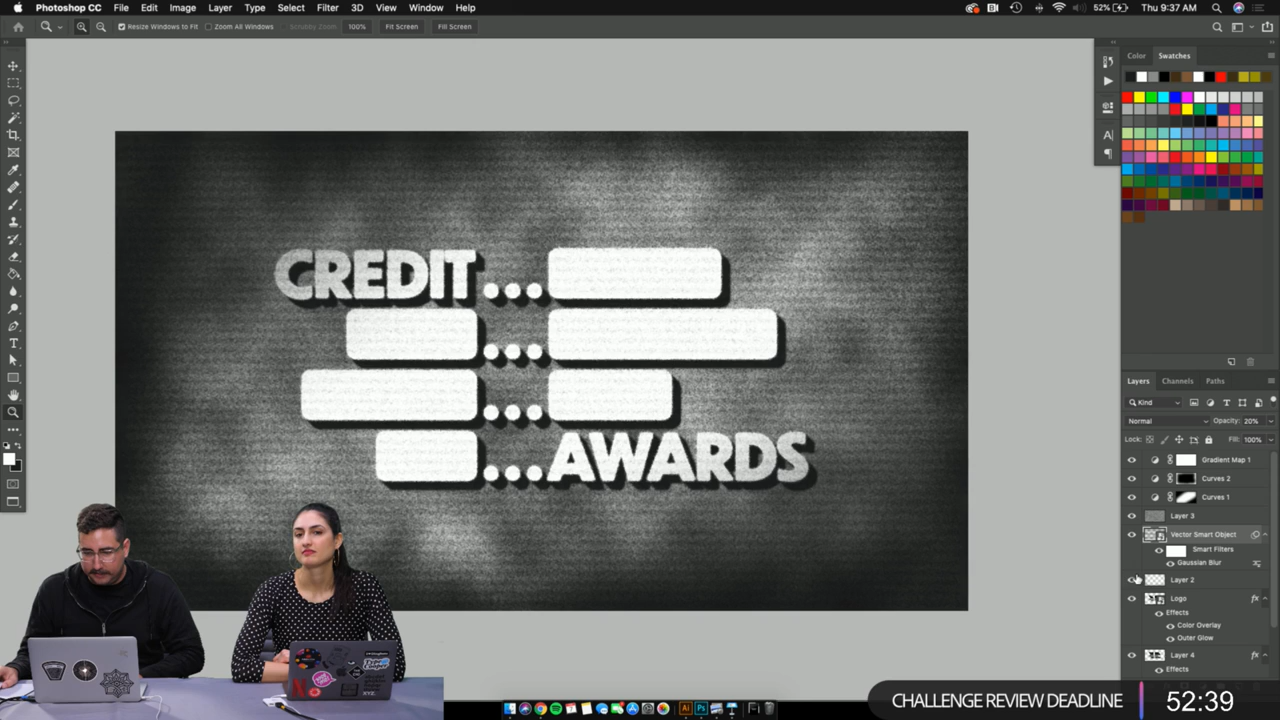 Photoshop CC File Edit Image Layer Type Select Filter 3D View Window Help 52% Thu 9:37 AM
Resize Windows to Fit Zoom All Windows Scrubby Zoom 100% Fit Screen Fill Screen
Color Swatches
CREDIT...
...
...
...AWARDS
Layers Channels Paths
Kind
Normal Opacity: 20%
Lock: Fill: 100%
Gradient Map 1
Curves 2
Curves 1
Layer 3
Vector Smart Object
Smart Filters
Gaussian Blur
Layer 2
Logo fx
Effects
Color Overlay
Outer Glow
Layer 4 fx
Effects
CHALLENGE REVIEW DEADLINE 52:39